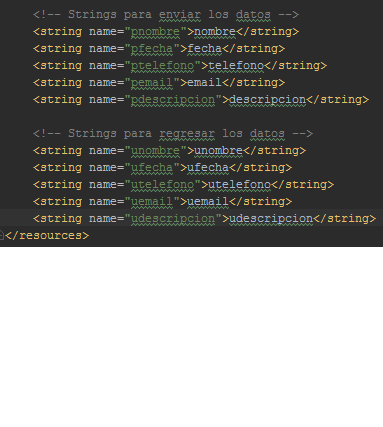 <!-- Strings para enviar los datos -->
<string name="pnombre">nombre</string>
<string name="pfecha">fecha</string>
<string name="ptelefono">telefono</string>
<string name="pemail">email</string>
<string name="pdescripcion">descripcion</string>
<!-- Strings para regresar los datos -->
<string name="unombre">unombre</string>
<string name="ufecha">ufecha</string>
<string name="utelefono">utelefono</string>
<string name="uemail">uemail</string>
<string name="udescripcion">udescripcion</string>
</resources>